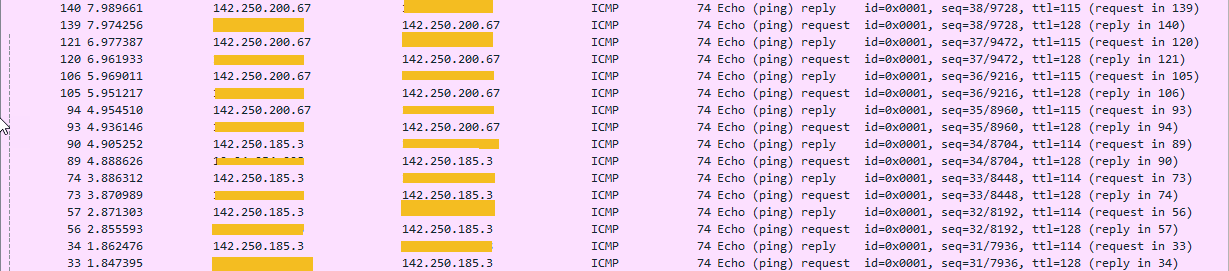 140 7.989661 142.250.200.67 ICMP 74 Echo (ping) reply id=0x0001, seq=38/9728, ttl=115 (request in 139)
139 7.974256 142.250.200.67 ICMP 74 Echo (ping) request id=0x0001, seq=38/9728, ttl=128 (reply in 140)
121 6.977387 142.250.200.67 ICMP 74 Echo (ping) reply id=0x0001, seq=37/9472, ttl=115 (request in 120)
120 6.961933 142.250.200.67 ICMP 74 Echo (ping) request id=0x0001, seq=37/9472, ttl=128 (reply in 121)
106 5.969011 142.250.200.67 ICMP 74 Echo (ping) reply id=0x0001, seq=36/9216, ttl=115 (request in 105)
105 5.951217 142.250.200.67 ICMP 74 Echo (ping) request id=0x0001, seq=36/9216, ttl=128 (reply in 106)
94 4.954510 142.250.200.67 ICMP 74 Echo (ping) reply id=0x0001, seq=35/8960, ttl=115 (request in 93)
93 4.936146 142.250.200.67 ICMP 74 Echo (ping) request id=0x0001, seq=35/8960, ttl=128 (reply in 94)
90 4.905252 142.250.185.3 ICMP 74 Echo (ping) reply id=0x0001, seq=34/8704, ttl=114 (request in 89)
89 4.888626 142.250.185.3 ICMP 74 Echo (ping) request id=0x0001, seq=34/8704, ttl=128 (reply in 90)
74 3.886312 142.250.185.3 ICMP 74 Echo (ping) reply id=0x0001, seq=33/8448, ttl=114 (request in 73)
73 3.870989 142.250.185.3 ICMP 74 Echo (ping) request id=0x0001, seq=33/8448, ttl=128 (reply in 74)
57 2.871303 142.250.185.3 ICMP 74 Echo (ping) reply id=0x0001, seq=32/8192, ttl=114 (request in 56)
56 2.855593 142.250.185.3 ICMP 74 Echo (ping) request id=0x0001, seq=32/8192, ttl=128 (reply in 57)
34 1.862476 142.250.185.3 ICMP 74 Echo (ping) reply id=0x0001, seq=31/7936, ttl=114 (request in 33)
33 1.847395 142.250.185.3 ICMP 74 Echo (ping) request id=0x0001, seq=31/7936, ttl=128 (reply in 34)